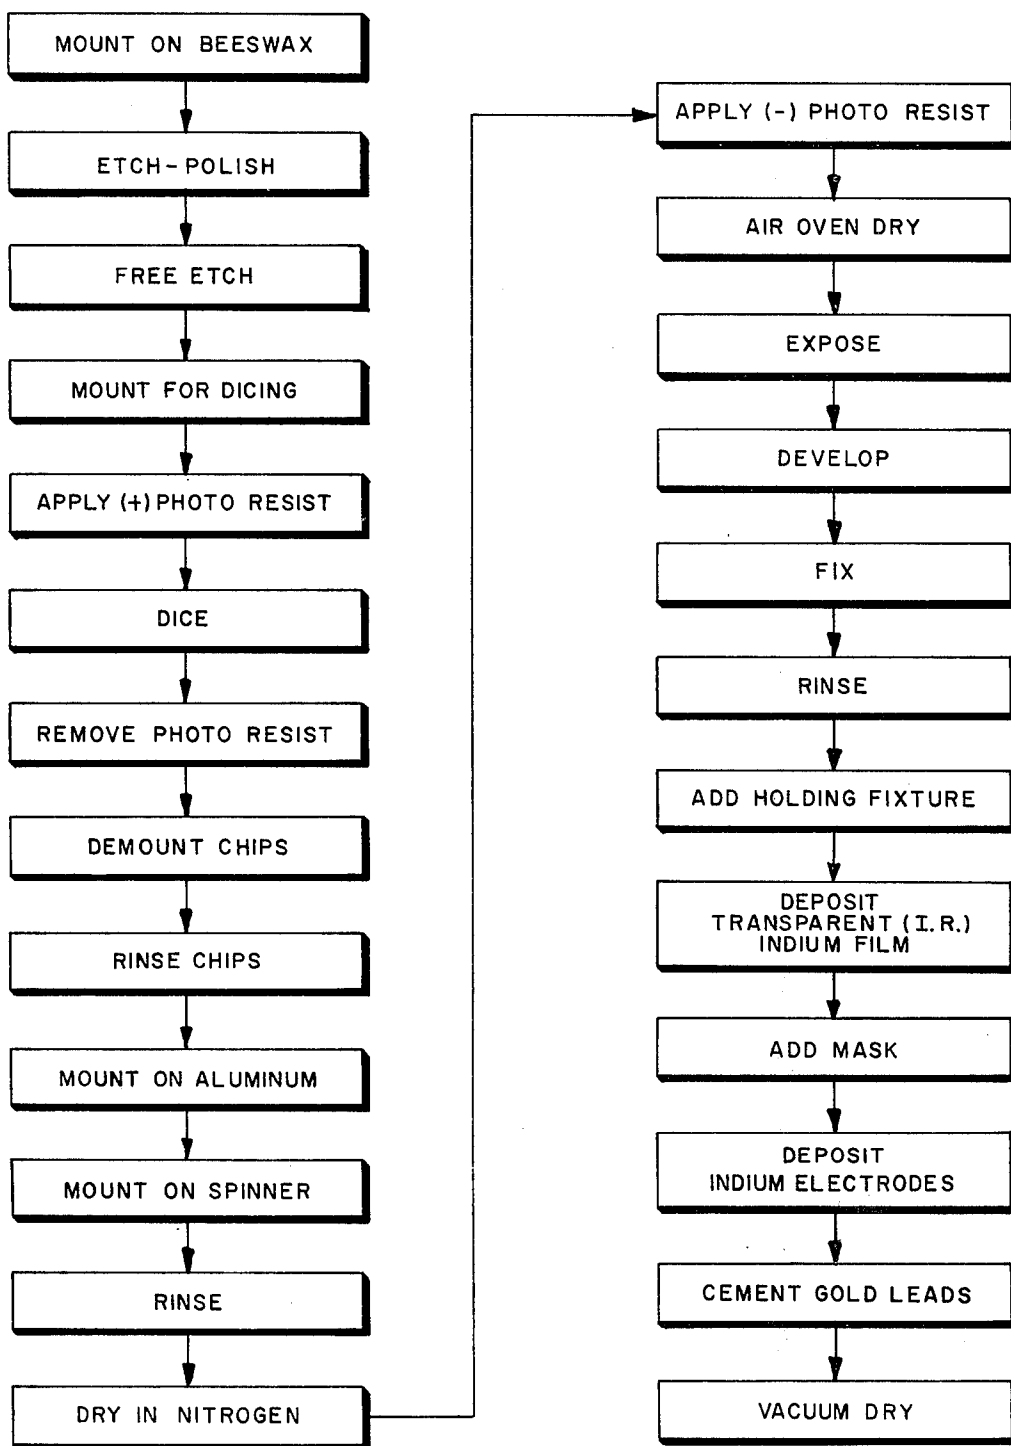 MOUNT ON BEESWAX
ETCH-POLISH
FREE ETCH
MOUNT FOR DICING
APPLY (+) PHOTO RESIST
DICE
REMOVE PHOTO RESIST
DEMOUNT CHIPS
RINSE CHIPS
MOUNT ON ALUMINUM
MOUNT ON SPINNER
RINSE
DRY IN NITROGEN
APPLY (-) PHOTO RESIST
AIR OVEN DRY
EXPOSE
DEVELOP
FIX
RINSE
ADD HOLDING FIXTURE
DEPOSIT
TRANSPARENT (I.R.)
INDIUM FILM
ADD MASK
DEPOSIT
INDIUM ELECTRODES
CEMENT GOLD LEADS
VACUUM DRY